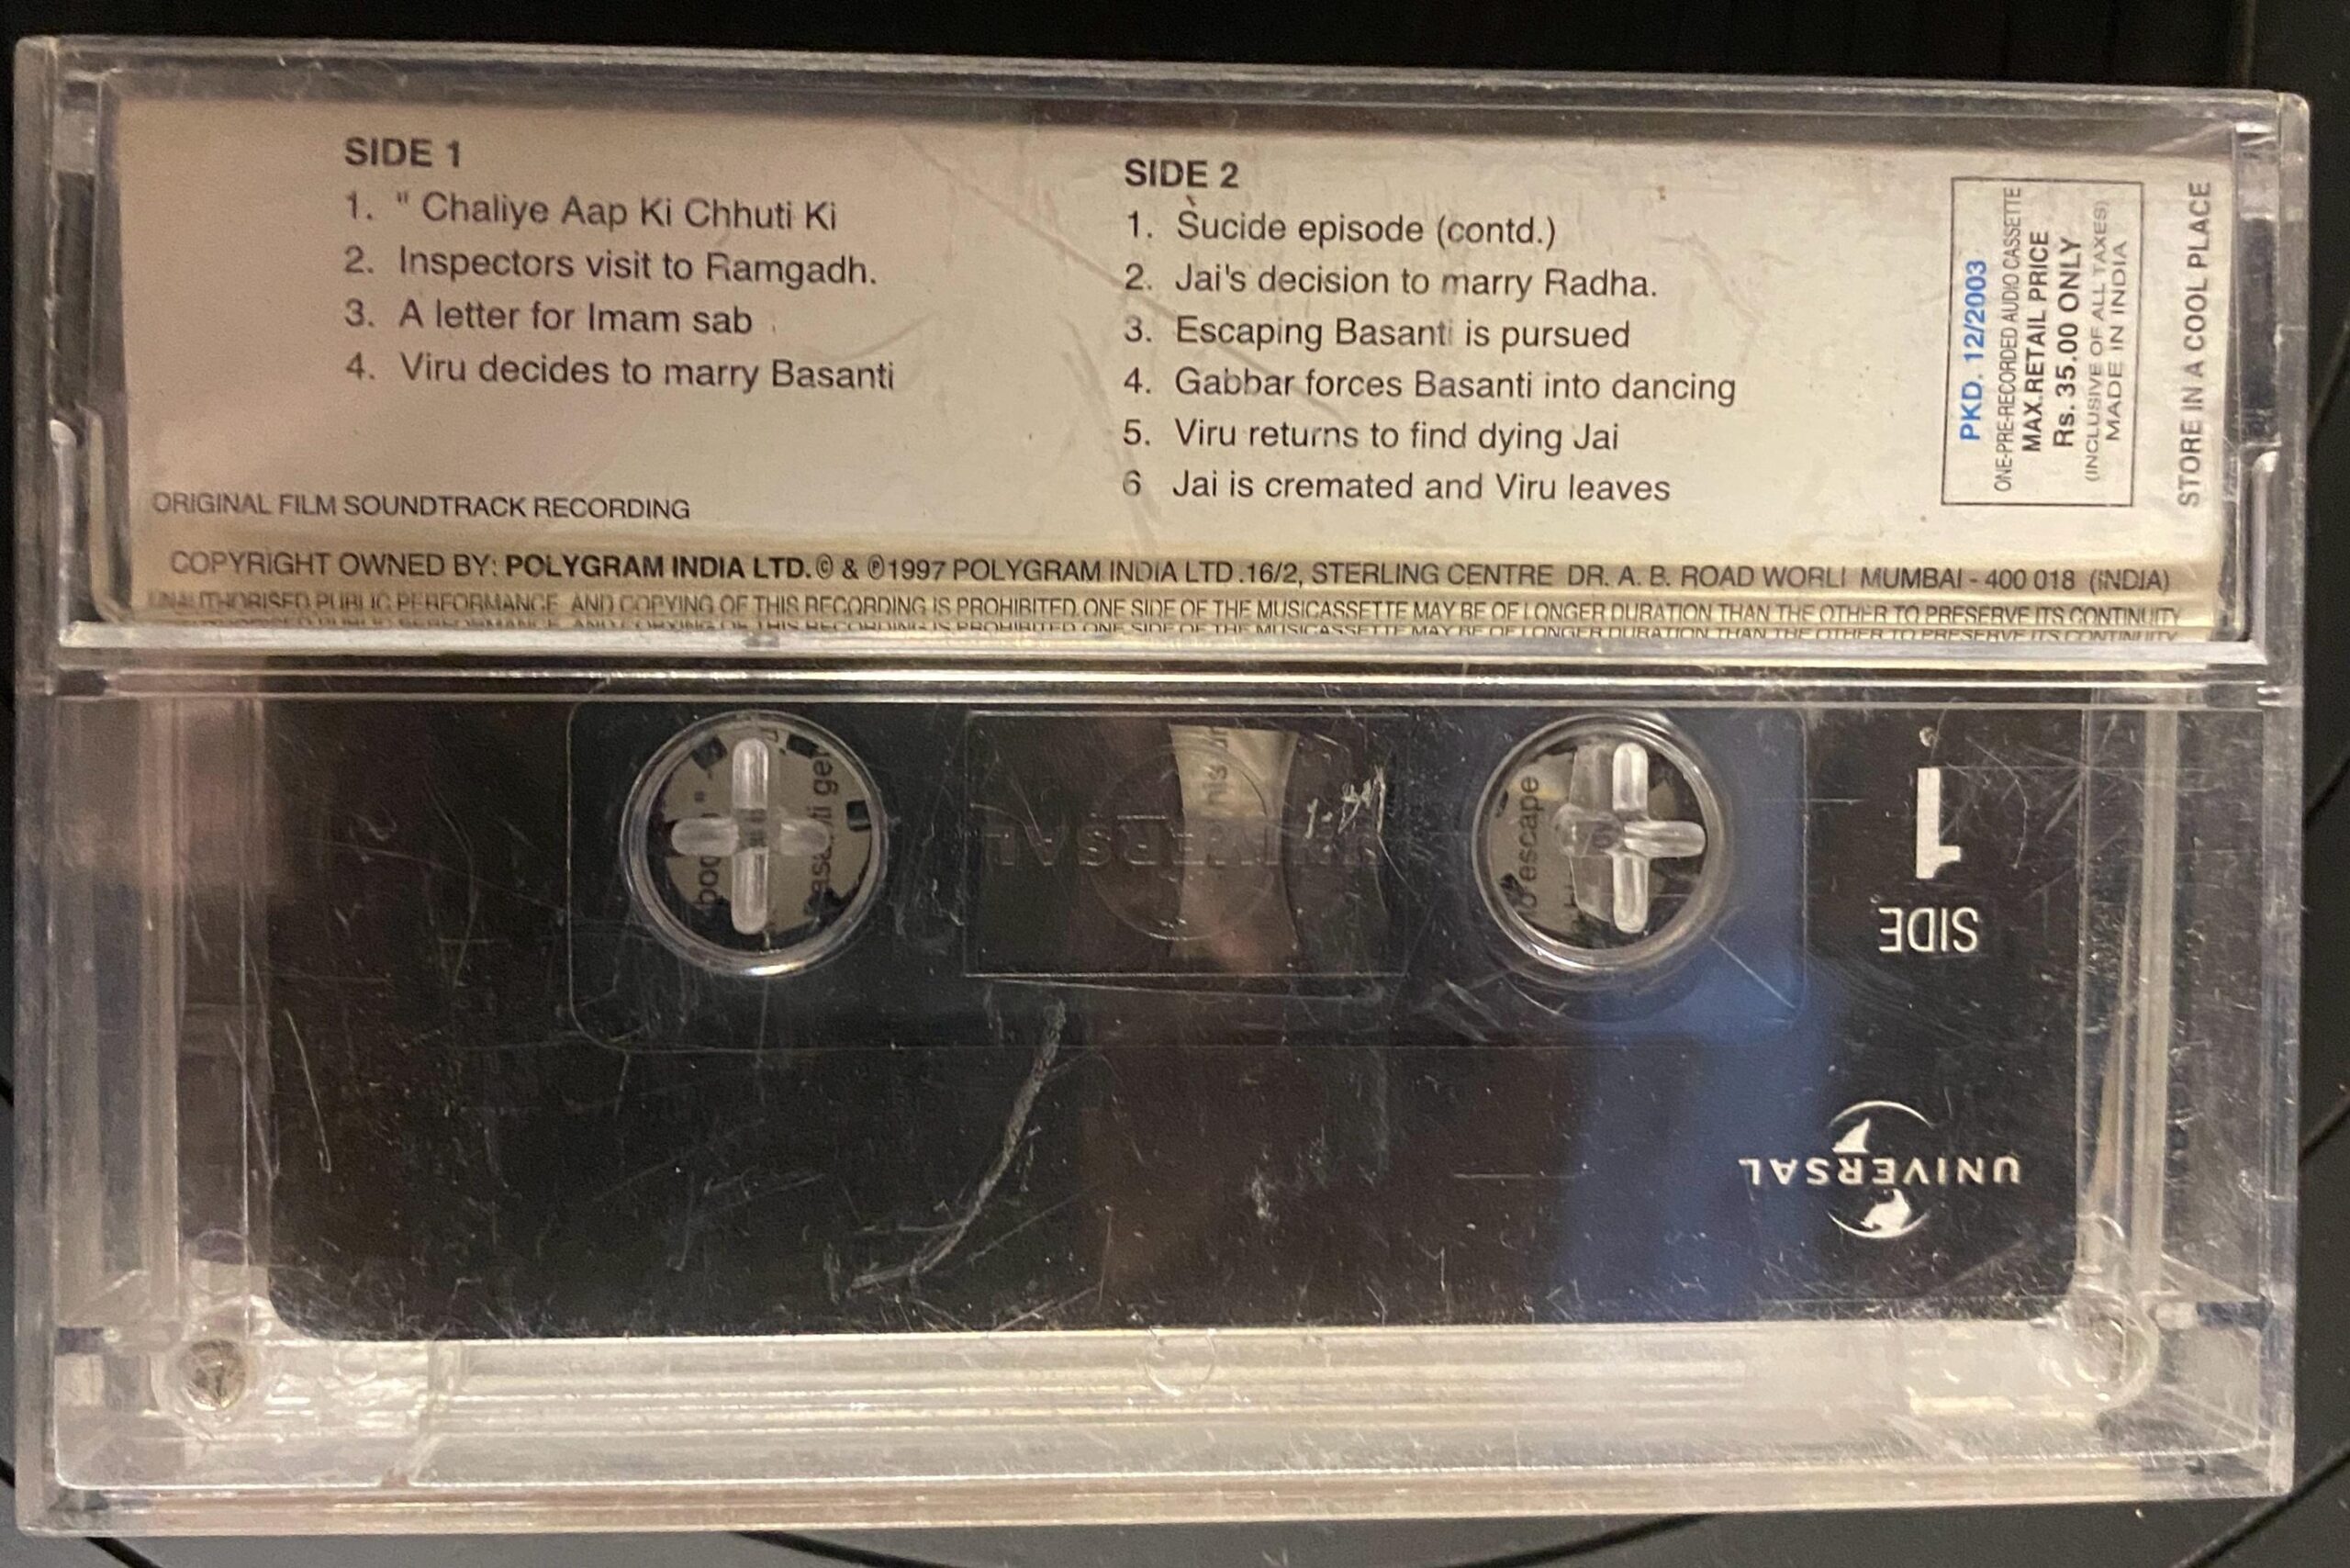 SIDE 1
1. " Chaliye Aap Ki Chhuti Ki
2. Inspectors visit to Ramgadh.
3. A letter for Imam sab
4. Viru decides to marry Basanti
ORIGINAL FILM SOUNDTRACK RECORDING
SIDE 2
1. Sucide episode (contd.)
2. Jai's decision to marry Radha.
3. Escaping Basanti is pursued
4. Gabbar forces Basanti into dancing
5. Viru returns to find dying Jai
6 Jai is cremated and Viru leaves
PKD. 12/2003
ONE-PRE-RECORDED AUDIO CASSETTE
MAX.RETAIL PRICE
Rs. 35.00 ONLY
(INCLUSIVE OF ALL TAXES)
MADE IN INDIA
STORE IN A COOL PLACE
COPYRIGHT OWNED BY: POLYGRAM INDIA LTD.© & ℗1997 POLYGRAM INDIA LTD.16/2, STERLING CENTRE DR. A. B. ROAD WORLI MUMBAI - 400 018 (INDIA)
UNAUTHORISED PUBLIC PERFORMANCE AND COPYING OF THIS RECORDING IS PROHIBITED. ONE SIDE OF THE MUSICASSETTE MAY BE OF LONGER DURATION THAN THE OTHER TO PRESERVE ITS CONTINUITY
escape
UNIVERSAL
SIDE
1
UNIVERSAL